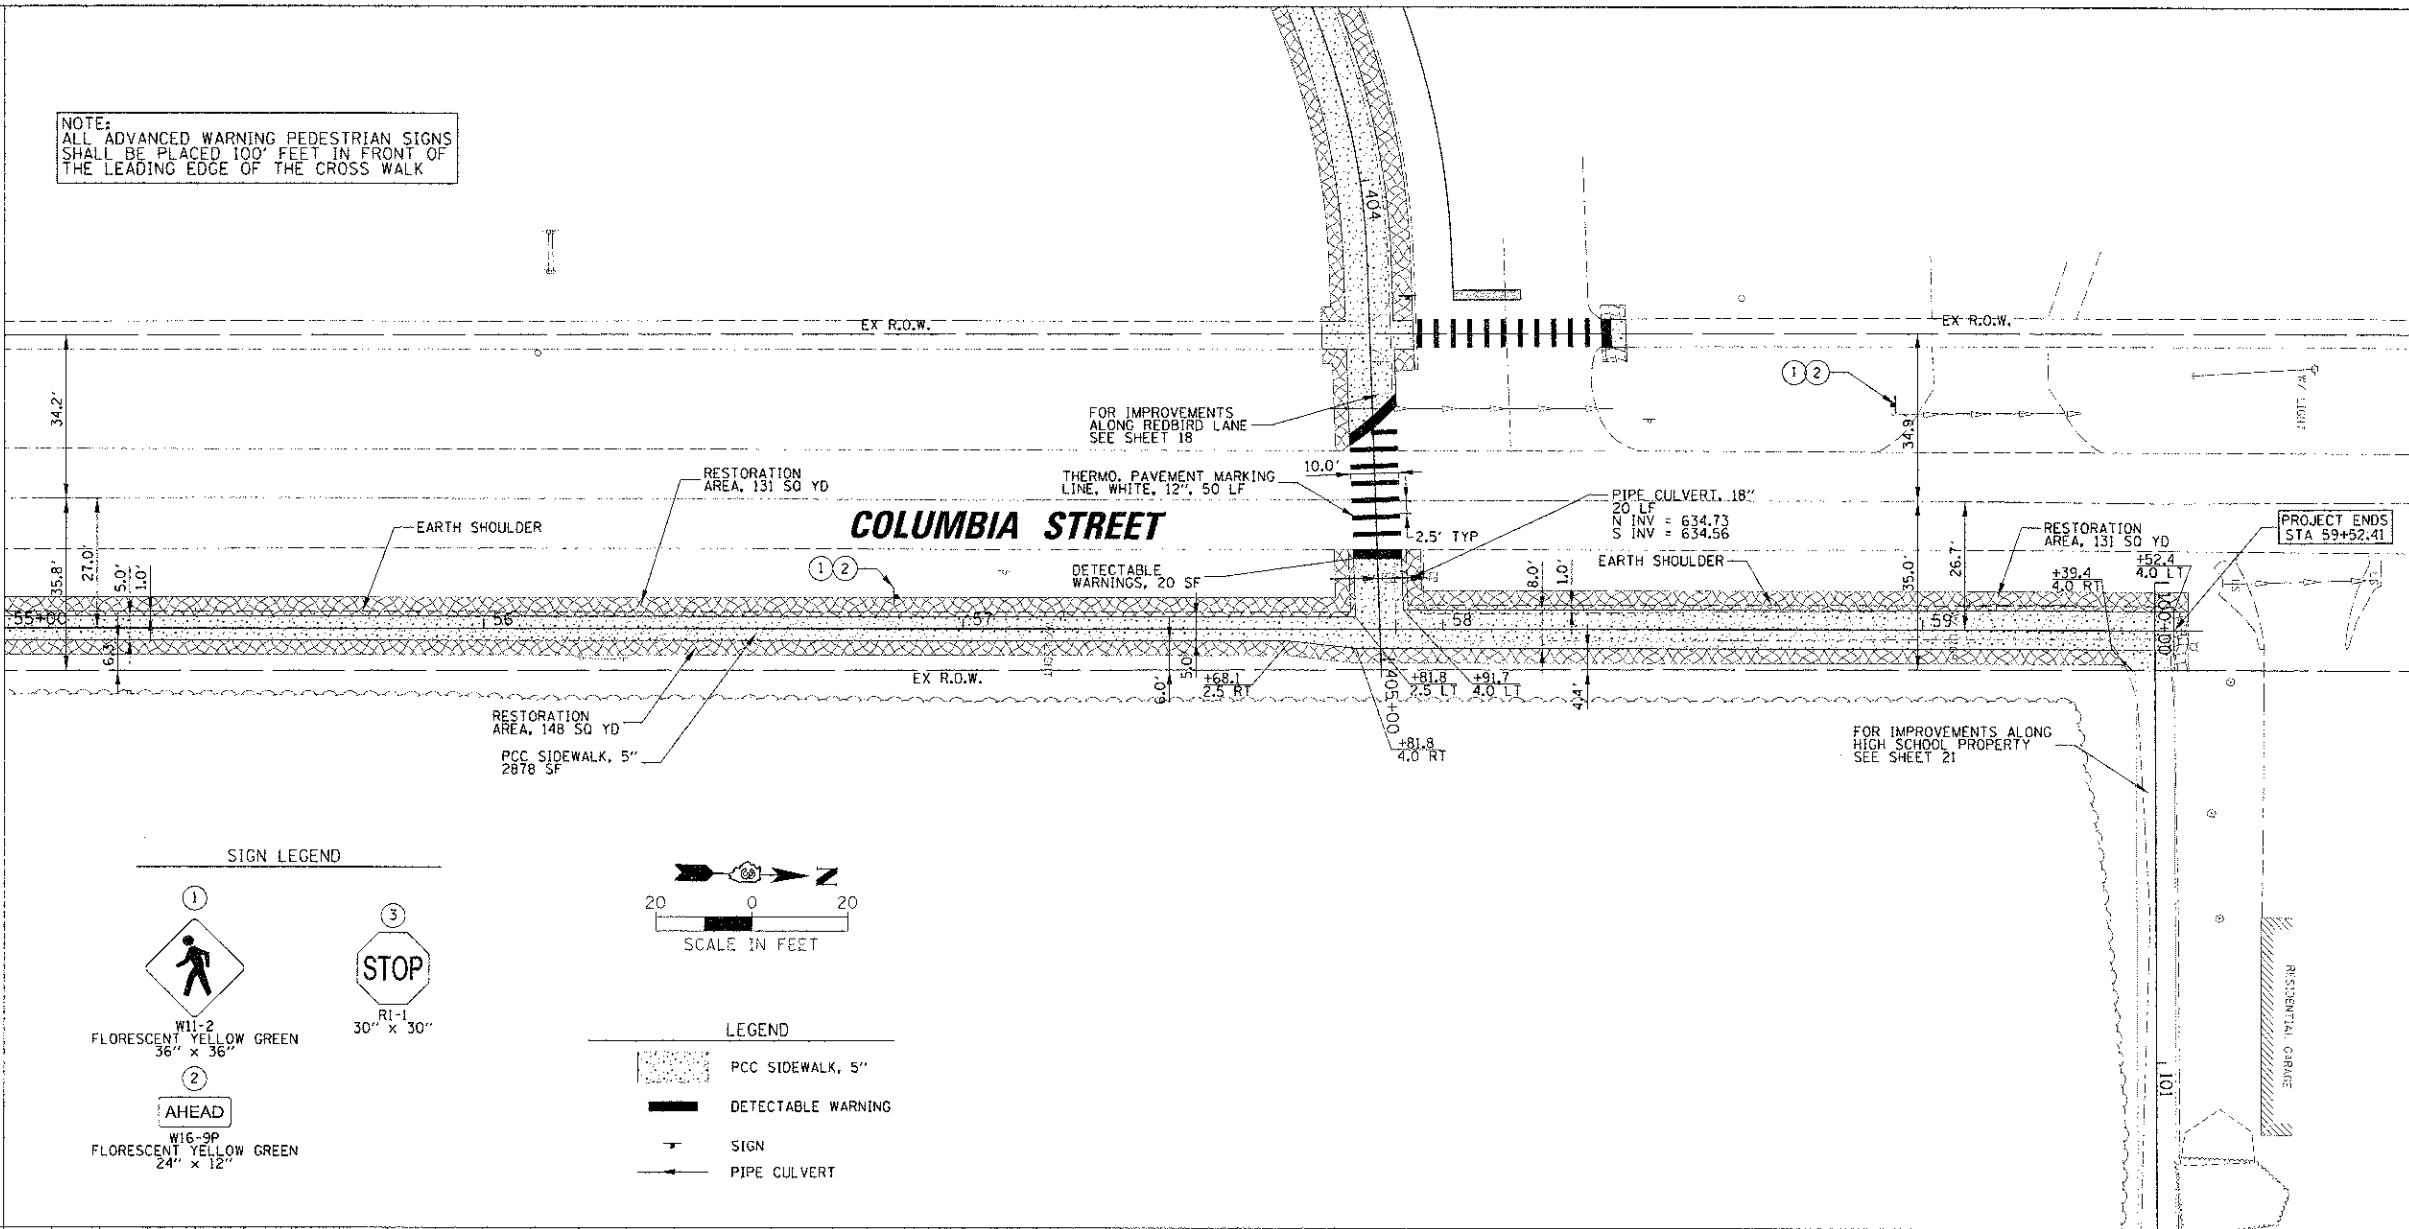 NOTE:
ALL ADVANCED WARNING PEDESTRIAN SIGNS
SHALL BE PLACED 100' FEET IN FRONT OF
THE LEADING EDGE OF THE CROSS WALK
404
EX R.O.W.
EX R.O.W.
1 2
34.2'
34.9'
W/ LIGHT
FOR IMPROVEMENTS
ALONG REDBIRD LANE
SEE SHEET 18
RESTORATION
AREA, 131 SQ YD
THERMO. PAVEMENT MARKING
LINE, WHITE, 12", 50 LF
10.0'
PIPE CULVERT, 18"
20 LF
N INV = 634.73
S INV = 634.56
2.5' TYP
EARTH SHOULDER
COLUMBIA STREET
RESTORATION
AREA, 131 SQ YD
PROJECT ENDS
STA 59+52.41
1 2
DETECTABLE
WARNINGS, 20 SF
EARTH SHOULDER
+39.4
4.0 RT
+52.4
4.0 LT
35.8'
27.0'
5.0'
1.0'
8.0'
1.0'
35.0'
26.7'
55+00
56
57
58
59
100+00
6.3'
EX R.O.W.
6.0'
5.0'
+68.1
2.5 RT
405+00
+81.8
2.5 LT
+91.7
4.0 LT
4.4'
+81.8
4.0 RT
RESTORATION
AREA, 148 SQ YD
PCC SIDEWALK, 5"
2878 SF
FOR IMPROVEMENTS ALONG
HIGH SCHOOL PROPERTY
SEE SHEET 21
SIGN LEGEND
1
W11-2
FLORESCENT YELLOW GREEN
36" x 36"
2
AHEAD
W16-9P
FLORESCENT YELLOW GREEN
24" x 12"
3
STOP
R1-1
30" x 30"
N
20 0 20
SCALE IN FEET
LEGEND
PCC SIDEWALK, 5"
DETECTABLE WARNING
SIGN
PIPE CULVERT
RESIDENTIAL GARAGE
101